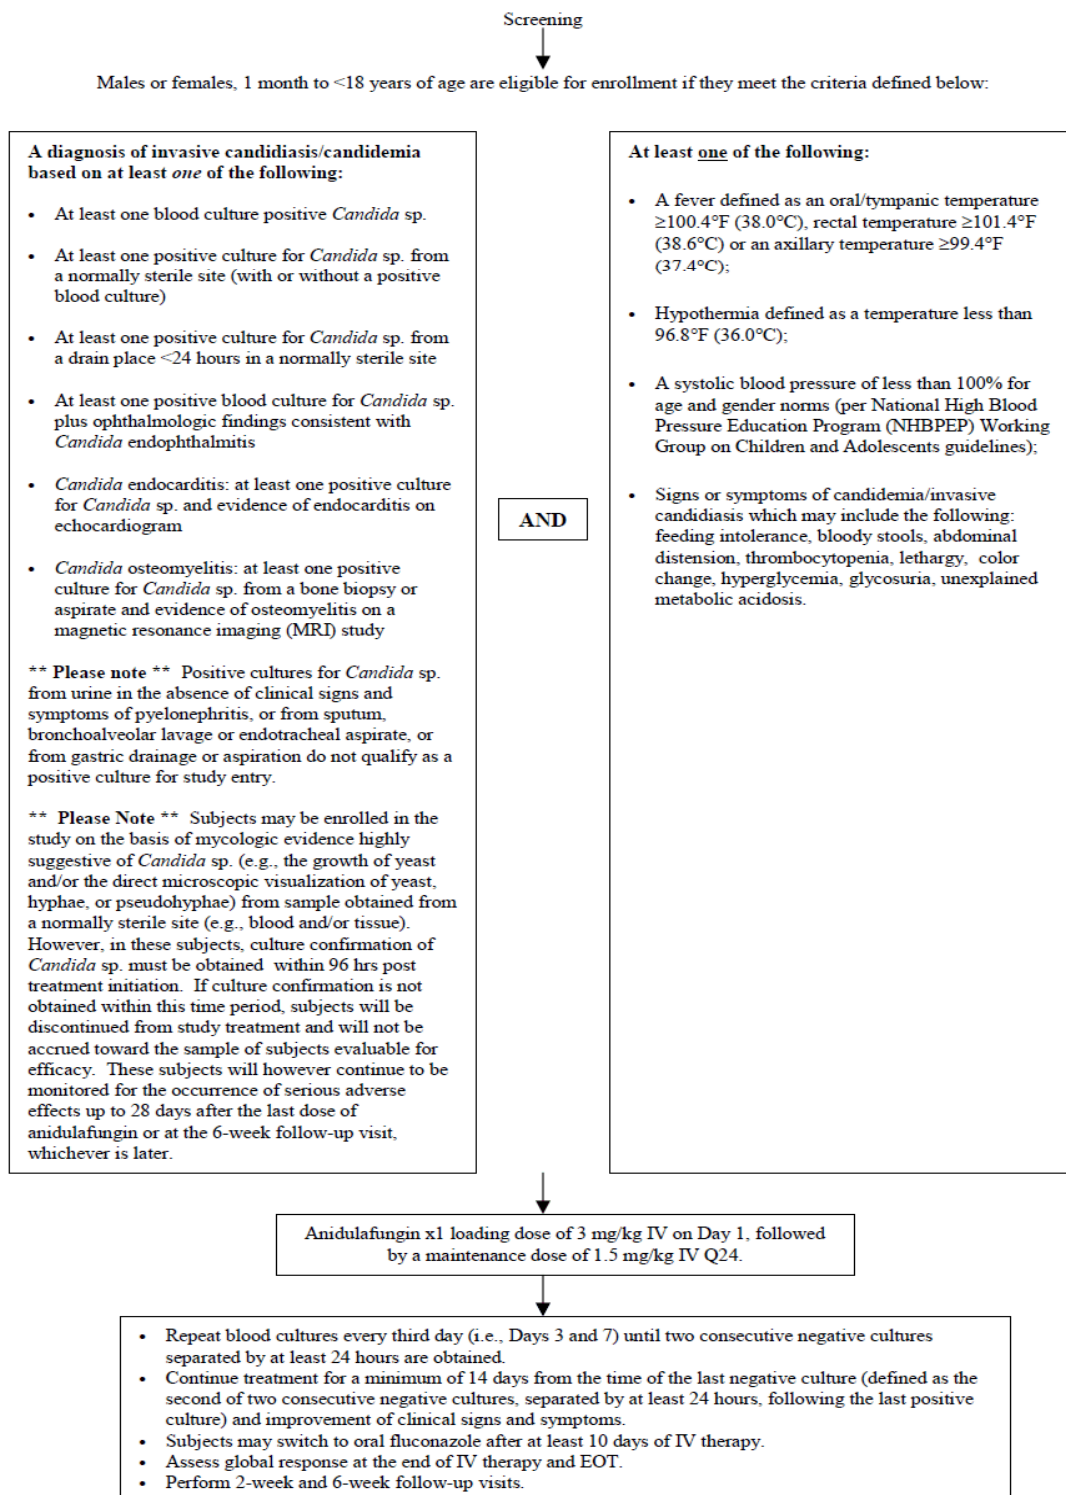 Screening
Males or females, 1 month to <18 years of age are eligible for enrollment if they meet the criteria defined below:
A diagnosis of invasive candidiasis/candidemia
based on at least one of the following:
• At least one blood culture positive Candida sp.
• At least one positive culture for Candida sp. from
a normally sterile site (with or without a positive
blood culture)
• At least one positive culture for Candida sp. from
a drain place <24 hours in a normally sterile site
• At least one positive blood culture for Candida sp.
plus ophthalmologic findings consistent with
Candida endophthalmitis
• Candida endocarditis: at least one positive culture
for Candida sp. and evidence of endocarditis on
echocardiogram
• Candida osteomyelitis: at least one positive
culture for Candida sp. from a bone biopsy or
aspirate and evidence of osteomyelitis on a
magnetic resonance imaging (MRI) study
** Please note ** Positive cultures for Candida sp.
from urine in the absence of clinical signs and
symptoms of pyelonephritis, or from sputum,
bronchoalveolar lavage or endotracheal aspirate, or
from gastric drainage or aspiration do not qualify as a
positive culture for study entry.
** Please Note ** Subjects may be enrolled in the
study on the basis of mycologic evidence highly
suggestive of Candida sp. (e.g., the growth of yeast
and/or the direct microscopic visualization of yeast,
hyphae, or pseudohyphae) from sample obtained from
a normally sterile site (e.g., blood and/or tissue).
However, in these subjects, culture confirmation of
Candida sp. must be obtained within 96 hrs post
treatment initiation. If culture confirmation is not
obtained within this time period, subjects will be
discontinued from study treatment and will not be
accrued toward the sample of subjects evaluable for
efficacy. These subjects will however continue to be
monitored for the occurrence of serious adverse
effects up to 28 days after the last dose of
anidulafungin or at the 6-week follow-up visit,
whichever is later.
AND
At least one of the following:
• A fever defined as an oral/tympanic temperature
≥100.4°F (38.0°C), rectal temperature ≥101.4°F
(38.6°C) or an axillary temperature ≥99.4°F
(37.4°C);
• Hypothermia defined as a temperature less than
96.8°F (36.0°C);
• A systolic blood pressure of less than 100% for
age and gender norms (per National High Blood
Pressure Education Program (NHBPEP) Working
Group on Children and Adolescents guidelines);
• Signs or symptoms of candidemia/invasive
candidiasis which may include the following:
feeding intolerance, bloody stools, abdominal
distension, thrombocytopenia, lethargy, color
change, hyperglycemia, glycosuria, unexplained
metabolic acidosis.
Anidulafungin x1 loading dose of 3 mg/kg IV on Day 1, followed
by a maintenance dose of 1.5 mg/kg IV Q24.
• Repeat blood cultures every third day (i.e., Days 3 and 7) until two consecutive negative cultures
separated by at least 24 hours are obtained.
• Continue treatment for a minimum of 14 days from the time of the last negative culture (defined as the
second of two consecutive negative cultures, separated by at least 24 hours, following the last positive
culture) and improvement of clinical signs and symptoms.
• Subjects may switch to oral fluconazole after at least 10 days of IV therapy.
• Assess global response at the end of IV therapy and EOT.
• Perform 2-week and 6-week follow-up visits.